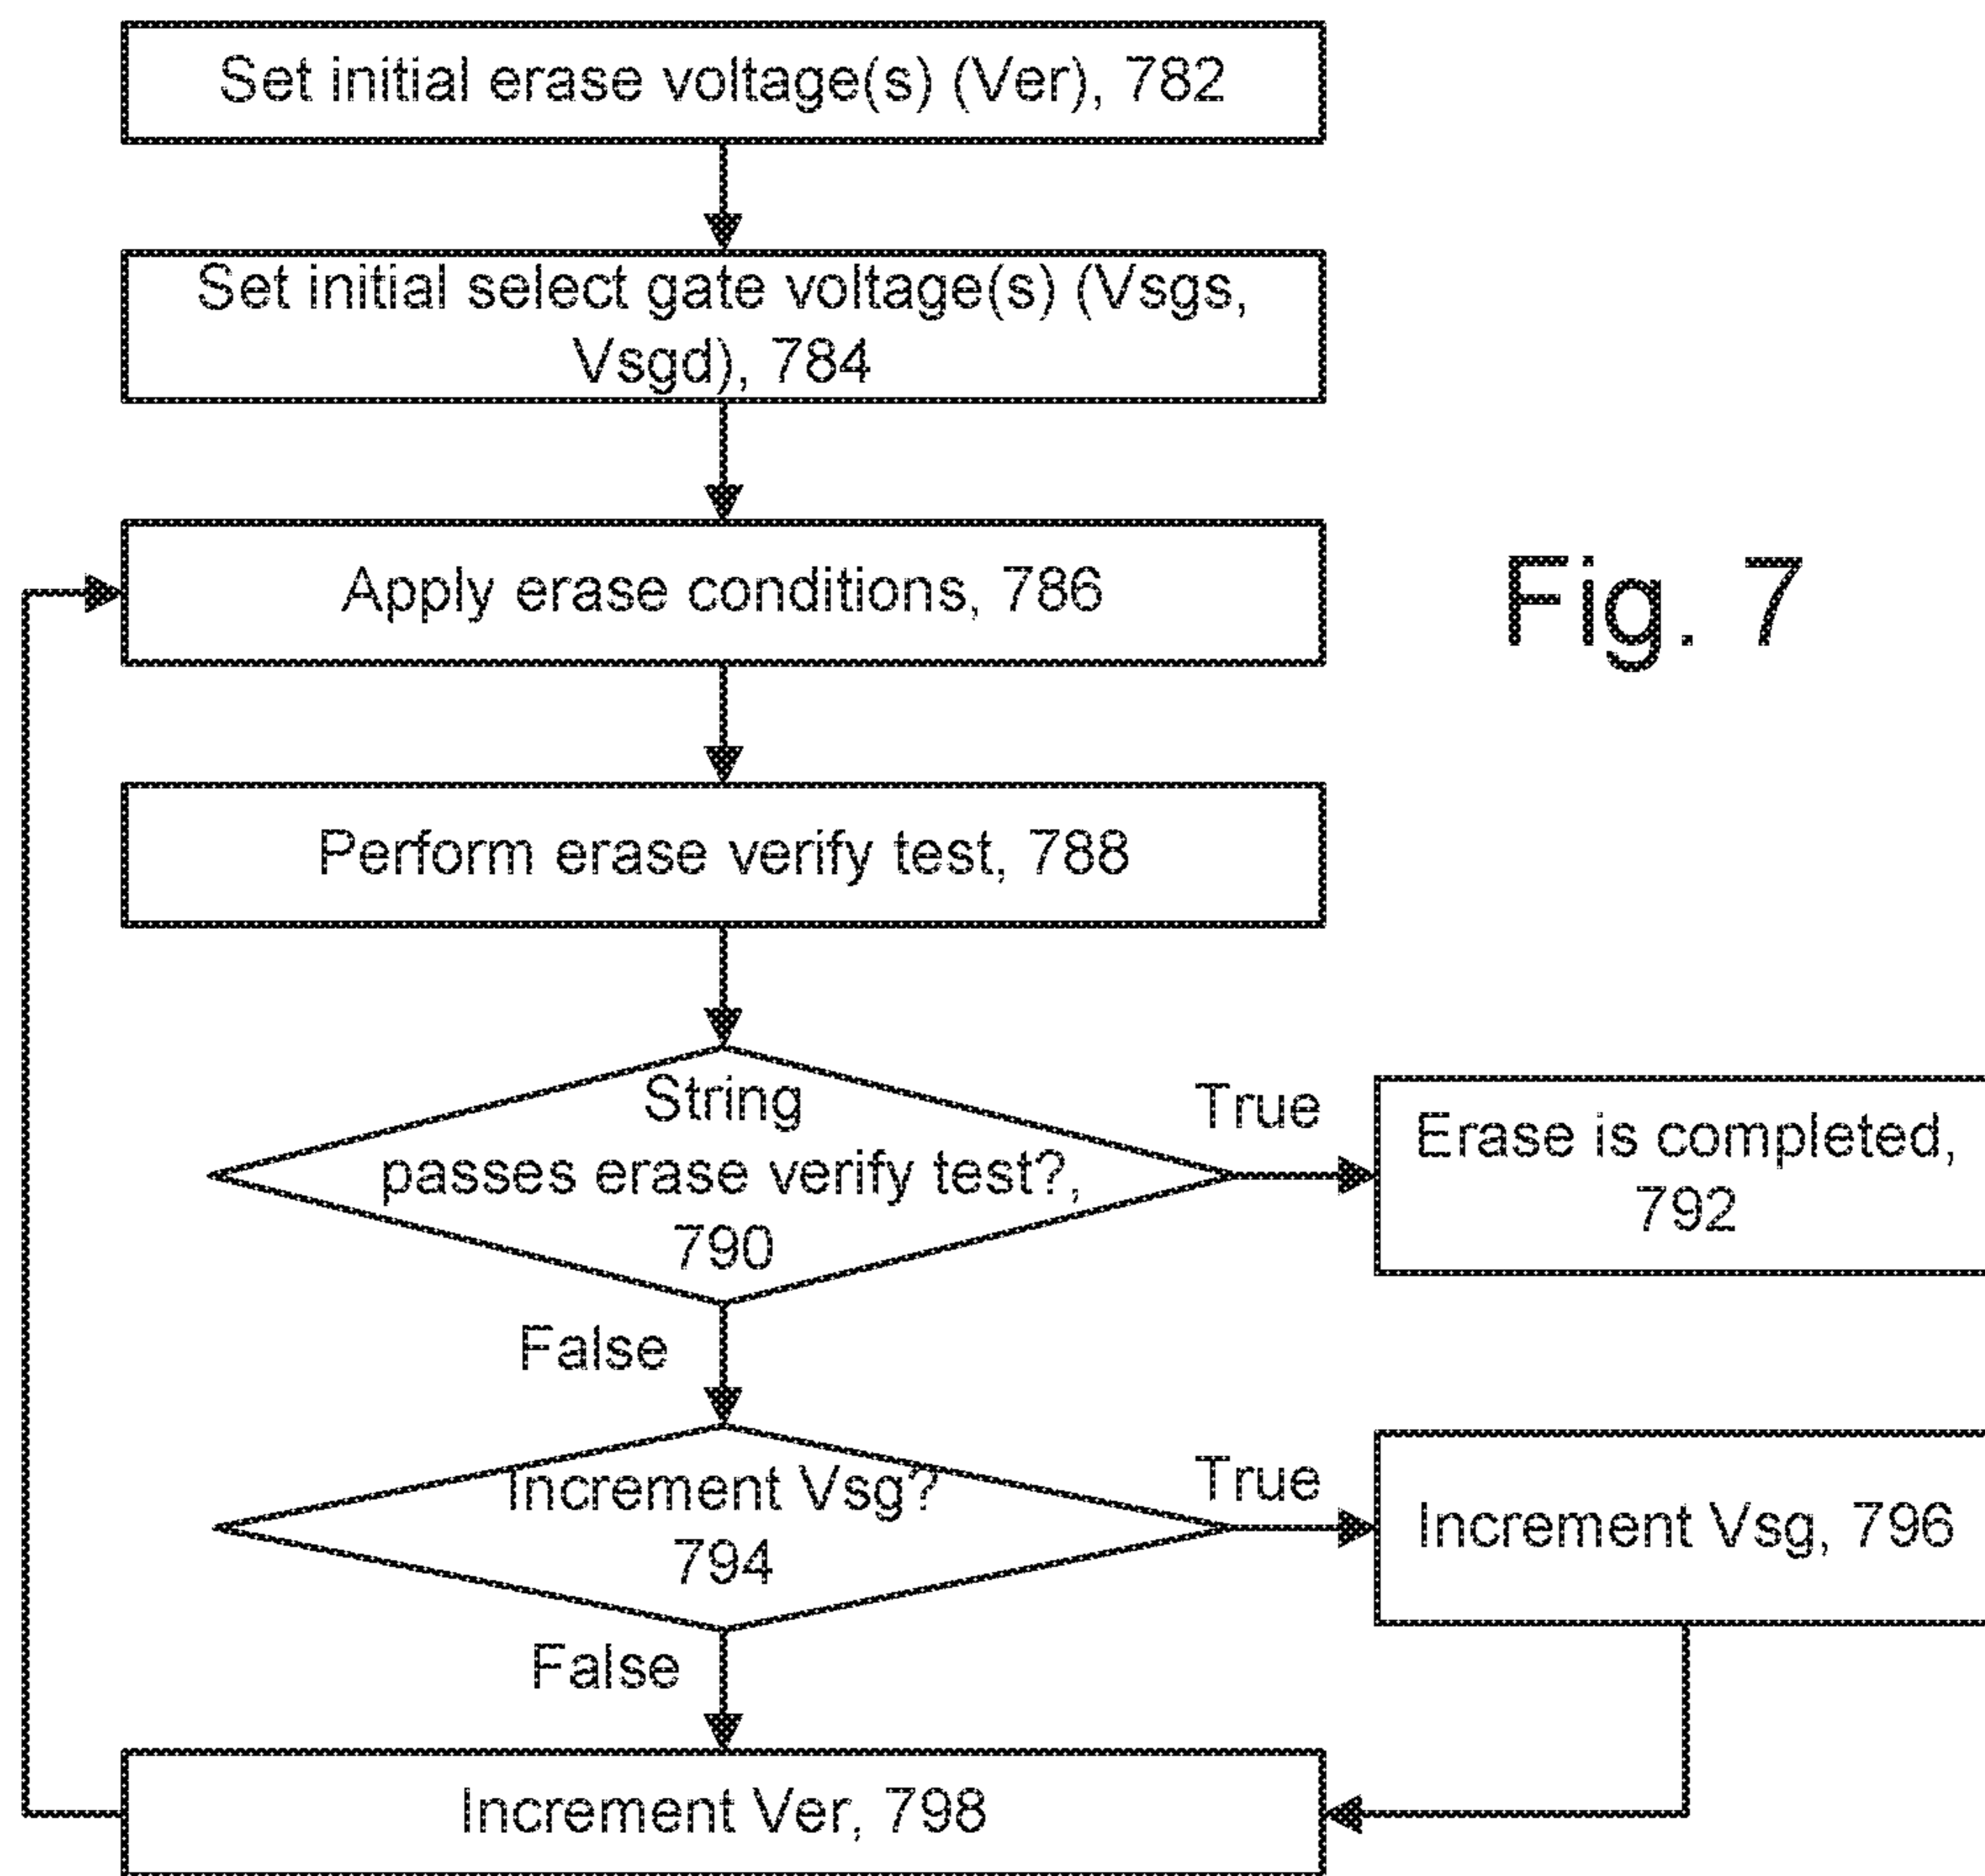 Set initial erase voltage(s) (Ver), 782
Set initial select gate voltage(s) (Vsgs,
Vsgd), 784
Apply erase conditions, 786
Fig. 7
Perform erase verify test, 788
String
passes erase verify test?,
790
True
Erase is completed,
792
False
Increment Vsg?
794
True
Increment Vsg, 796
False
Increment Ver, 798